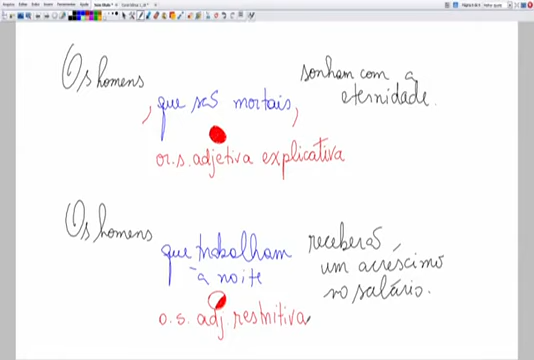 Os homens
sonham com a
eternidade.
, que são mortais,
or. s. adjetiva explicativa
Os homens
que trabalham
à noite
receberão
um acréscimo
no salário.
o. s. adj. restritiva